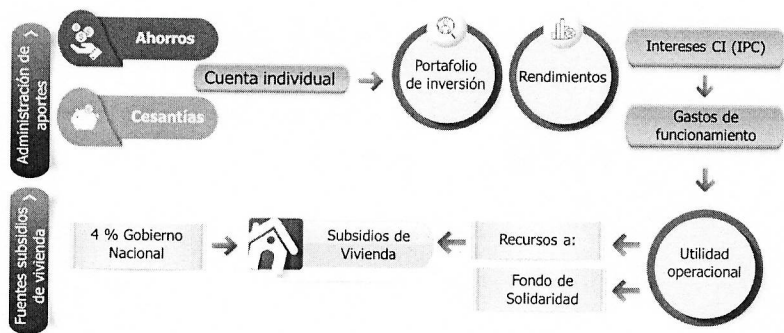 Administración de
aportes
Ahorros
Cesantías
Cuenta individual
Portafolio
de inversión
Rendimientos
Intereses CI (IPC)
Gastos de
funcionamiento
Fuentes subsidios
de vivienda
4 % Gobierno
Nacional
Subsidios de
Vivienda
Recursos a:
Fondo de
Solidaridad
Utilidad
operacional